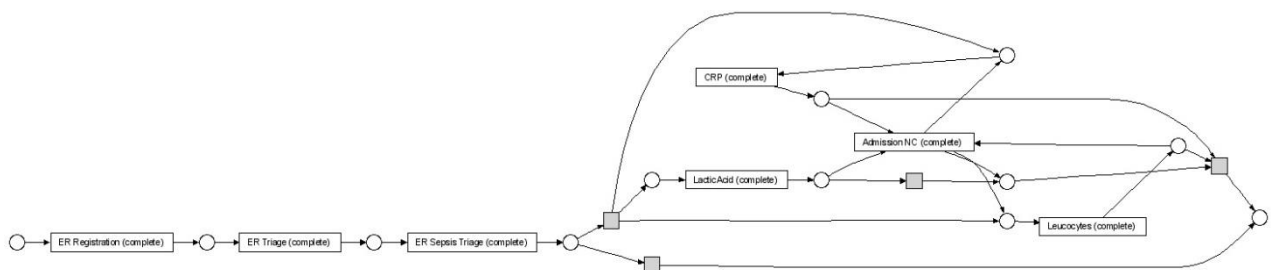 CRP (complete)
Admission NC (complete)
LacticAcid (complete)
Leucocytes (complete)
ER Registration (complete)
ER Triage (complete)
ER Sepsis Triage (complete)